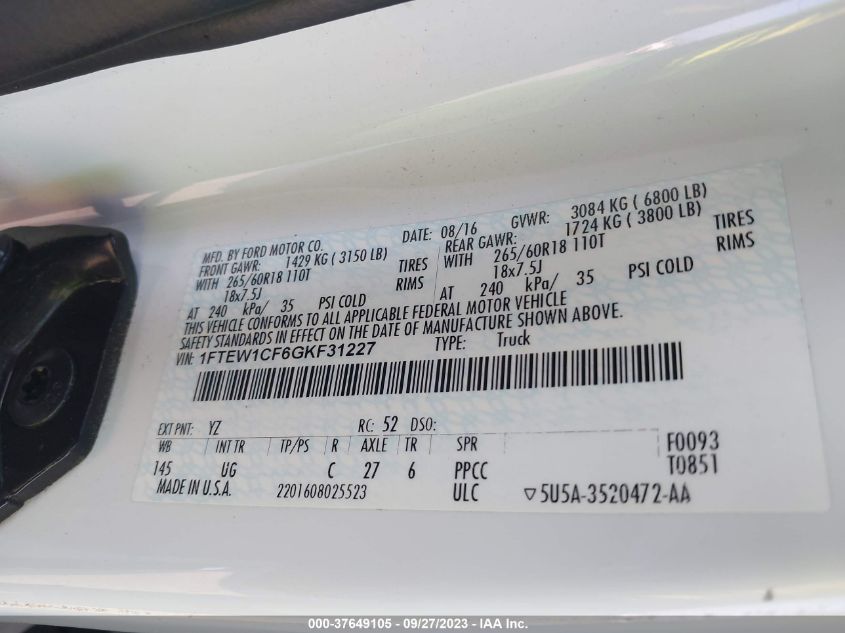 MFD. BY FORD MOTOR CO.
DATE: 08/16 GVWR: 3084 KG ( 6800 LB)
FRONT GAWR: 1429 KG ( 3150 LB) REAR GAWR: 1724 KG ( 3800 LB)
WITH 265/60R18 110T TIRES WITH 265/60R18 110T TIRES
18x7.5J RIMS 18x7.5J RIMS
AT 240 kPa/ 35 PSI COLD AT 240 kPa/ 35 PSI COLD
THIS VEHICLE CONFORMS TO ALL APPLICABLE FEDERAL MOTOR VEHICLE
SAFETY STANDARDS IN EFFECT ON THE DATE OF MANUFACTURE SHOWN ABOVE.
VIN: 1FTEW1CF6GKF31227 TYPE: Truck
EXT PNT: YZ RC: 52 DSO:
WB INT TR TP/PS R AXLE TR SPR F0093
145 UG C 27 6 PPCC T0851
MADE IN U.S.A. 2201608025523 ULC ▽5U5A-3520472-AA
000-37649105 - 09/27/2023 - IAA Inc.